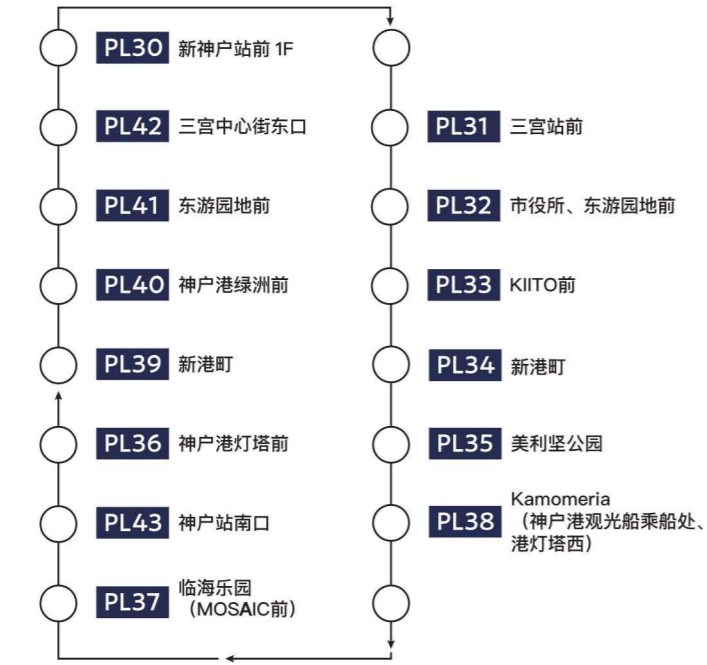 PL30 新神户站前 1F
PL42 三宫中心街东口
PL41 东游园地前
PL40 神户港绿洲前
PL39 新港町
PL36 神户港灯塔前
PL43 神户站南口
PL37 临海乐园
（MOSAIC前）
PL31 三宫站前
PL32 市役所、东游园地前
PL33 KIITO前
PL34 新港町
PL35 美利坚公园
PL38 Kamomeria
（神户港观光船乘船处、
港灯塔西）